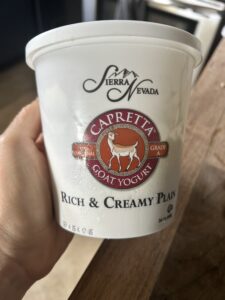 SIERRA
NEVADA
CAPRETTA
GRADE
A
GOAT YOGURT
RICH & CREAMY PLAIN